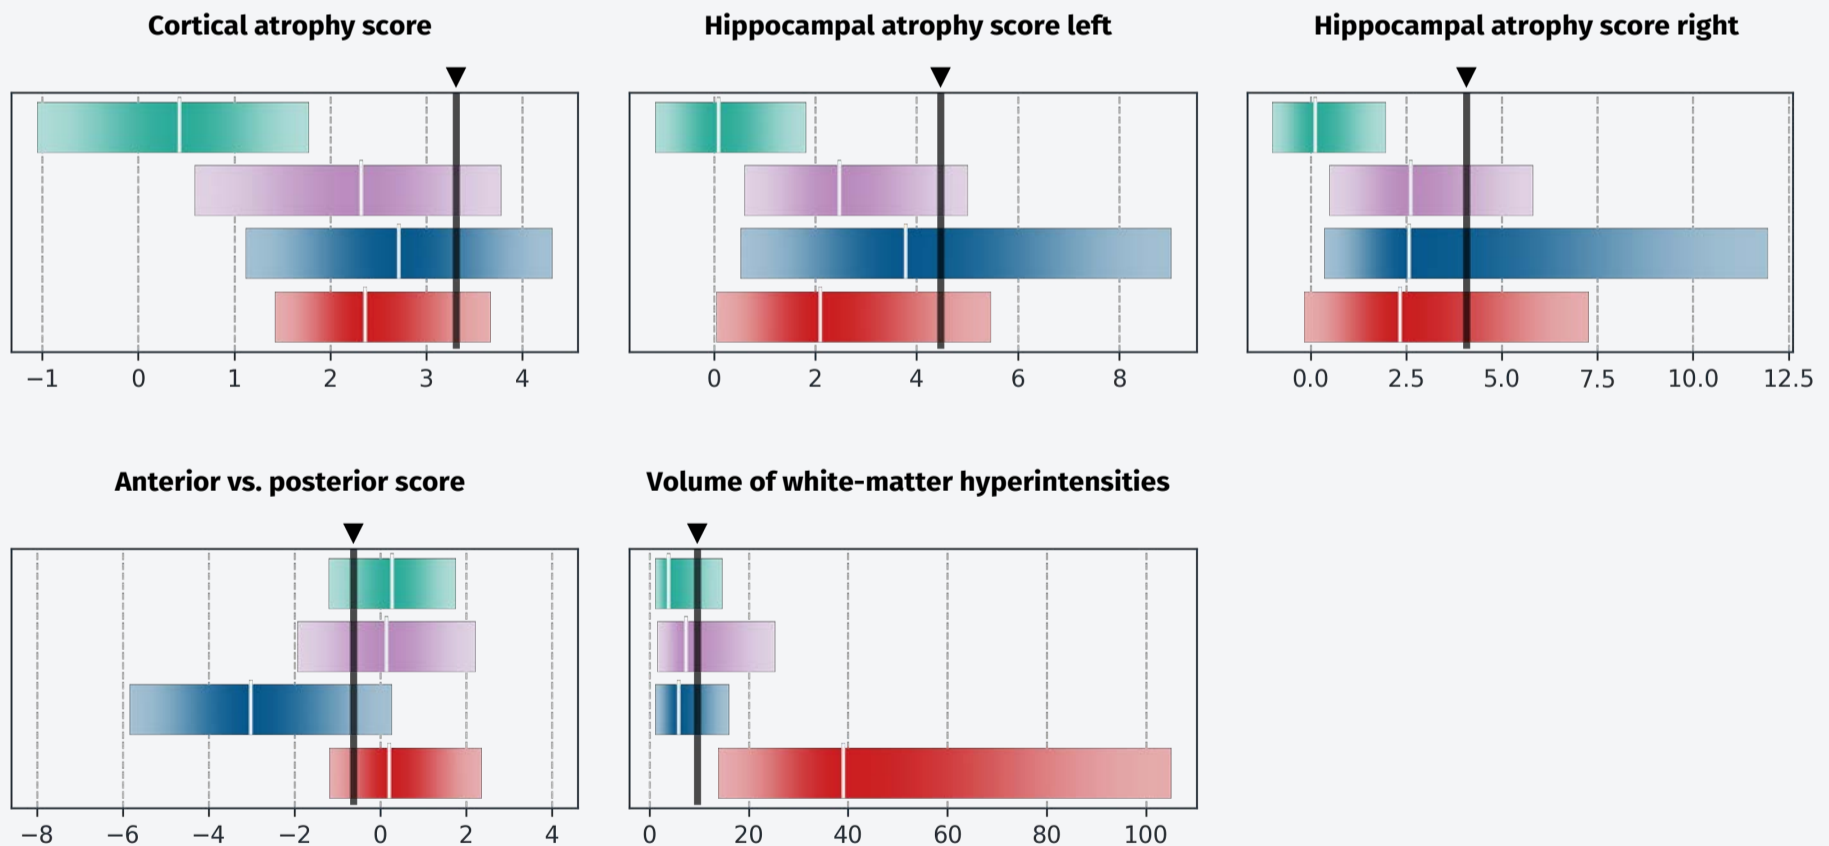 Cortical atrophy score
Hippocampal atrophy score left
Hippocampal atrophy score right
−1 0 1 2 3 4
0 2 4 6 8
0.0 2.5 5.0 7.5 10.0 12.5
Anterior vs. posterior score
Volume of white-matter hyperintensities
−8 −6 −4 −2 0 2 4
0 20 40 60 80 100